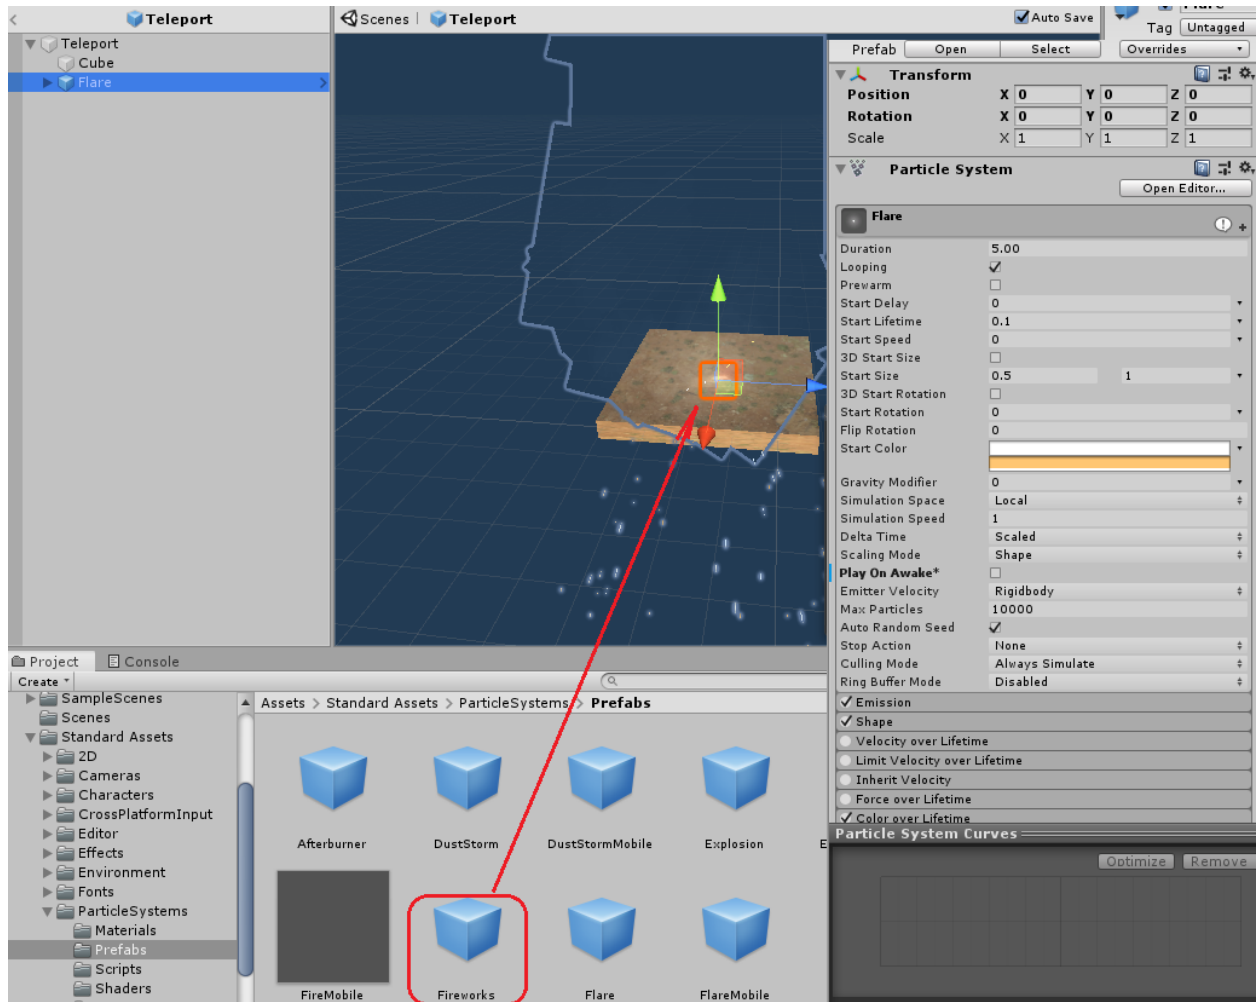 Teleport
Scenes | Teleport
Auto Save
Tag Untagged
Teleport
Cube
Flare
Prefab Open Select Overrides
Transform
Position X 0 Y 0 Z 0
Rotation X 0 Y 0 Z 0
Scale X 1 Y 1 Z 1
Particle System
Open Editor...
Flare
Duration 5.00
Looping
Prewarm
Start Delay 0
Start Lifetime 0.1
Start Speed 0
3D Start Size
Start Size 0.5 1
3D Start Rotation
Start Rotation 0
Flip Rotation 0
Start Color
Gravity Modifier 0
Simulation Space Local
Simulation Speed 1
Delta Time Scaled
Scaling Mode Shape
Play On Awake*
Emitter Velocity Rigidbody
Max Particles 10000
Auto Random Seed
Stop Action None
Culling Mode Always Simulate
Ring Buffer Mode Disabled
Emission
Shape
Velocity over Lifetime
Limit Velocity over Lifetime
Inherit Velocity
Force over Lifetime
Color over Lifetime
Particle System Curves
Optimize Remove
Project Console
Create
SampleScenes
Scenes
Standard Assets
2D
Cameras
Characters
CrossPlatformInput
Editor
Effects
Environment
Fonts
ParticleSystems
Materials
Prefabs
Scripts
Shaders
Assets > Standard Assets > ParticleSystems > Prefabs
Afterburner DustStorm DustStormMobile Explosion E
FireMobile Fireworks Flare FlareMobile